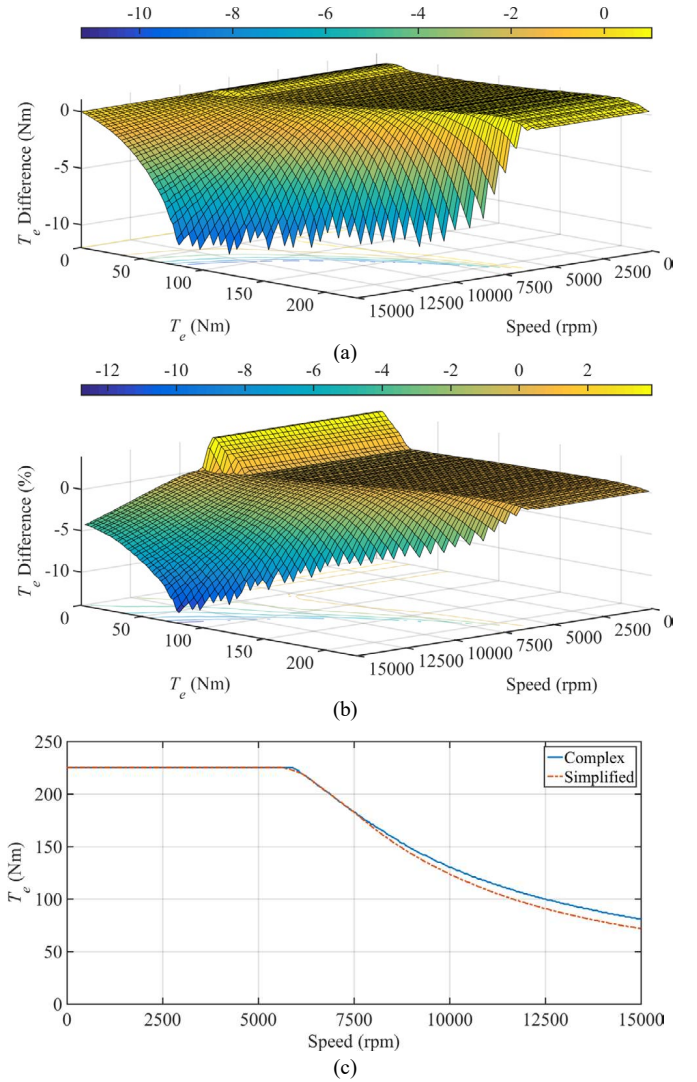 -10 -8 -6 -4 -2 0
T_e Difference (Nm)
0
-5
-10
0 50 100 150 200
T_e (Nm)
15000 12500 10000 7500 5000 2500 0
Speed (rpm)
(a)
-12 -10 -8 -6 -4 -2 0 2
T_e Difference (%)
0
-5
-10
0 50 100 150 200
T_e (Nm)
15000 12500 10000 7500 5000 2500 0
Speed (rpm)
(b)
250
200
150
100
50
0
T_e (Nm)
Complex
Simplified
0 2500 5000 7500 10000 12500 15000
Speed (rpm)
(c)